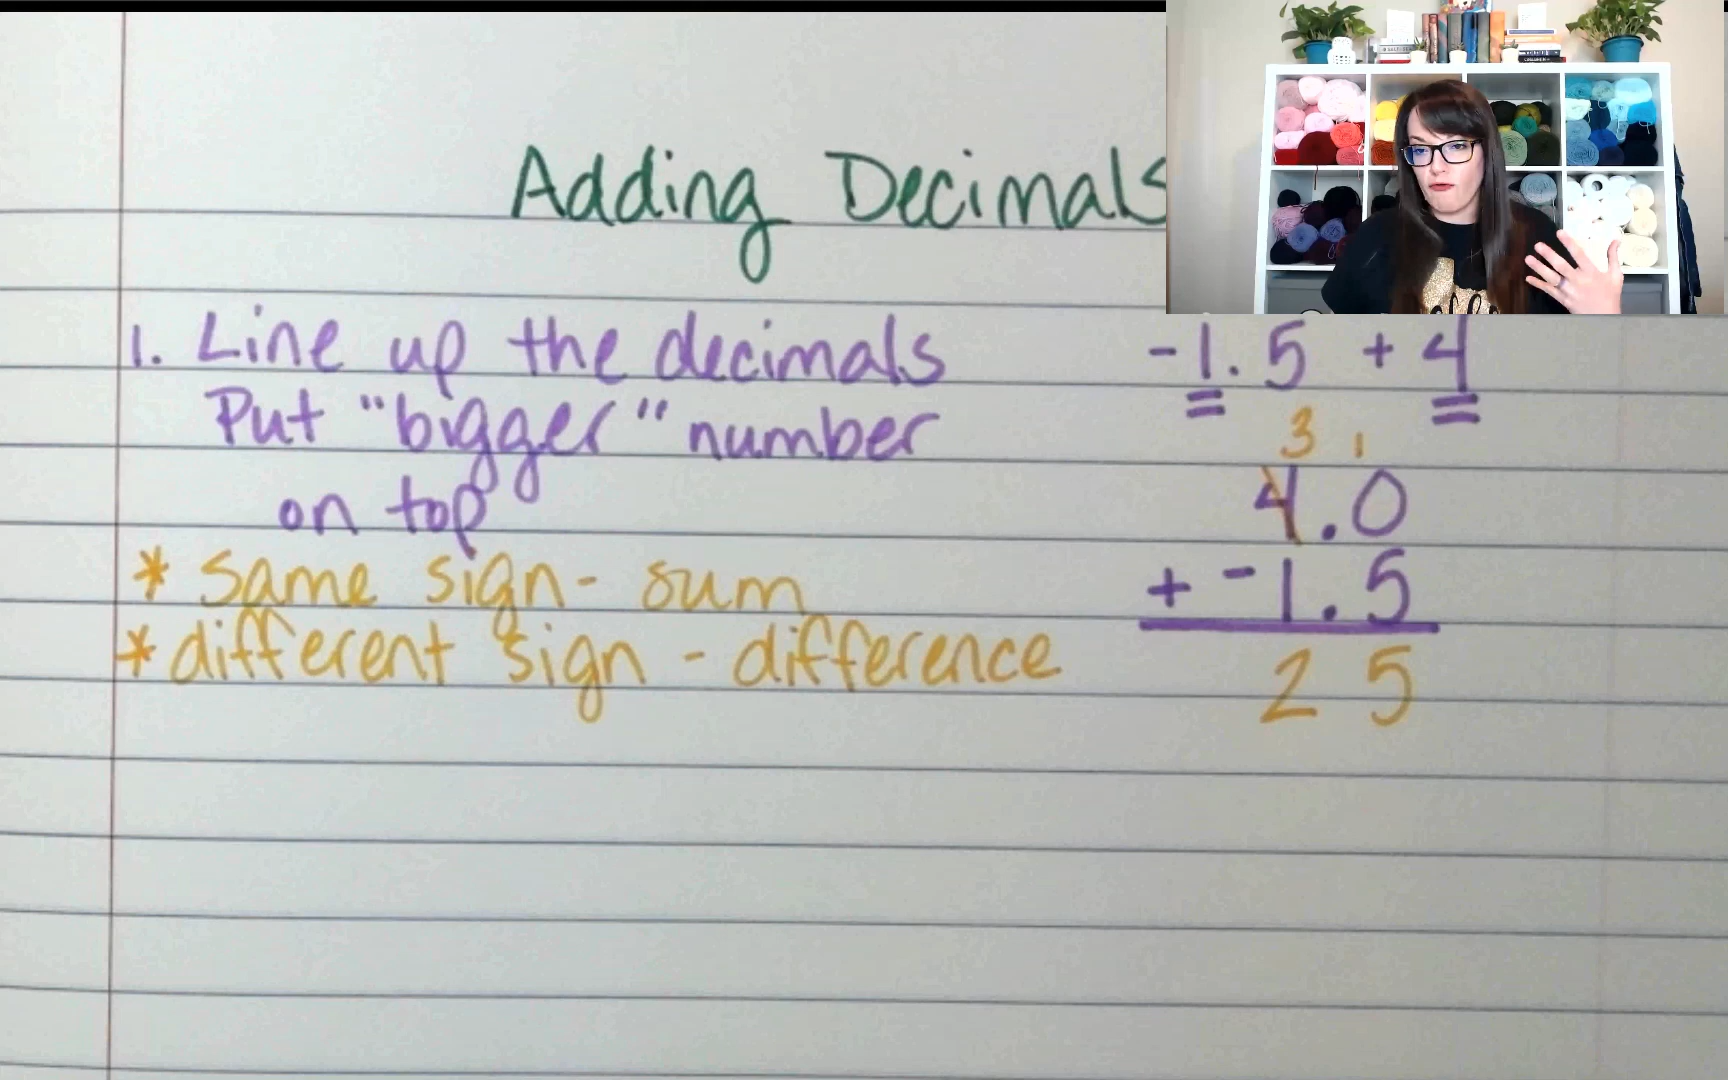 Adding Decimals
1. Line up the decimals
Put "bigger" number
on top
* same sign - sum
* different sign - difference
-1.5 + 4
3 1
4.0
+ -1.5
2 5